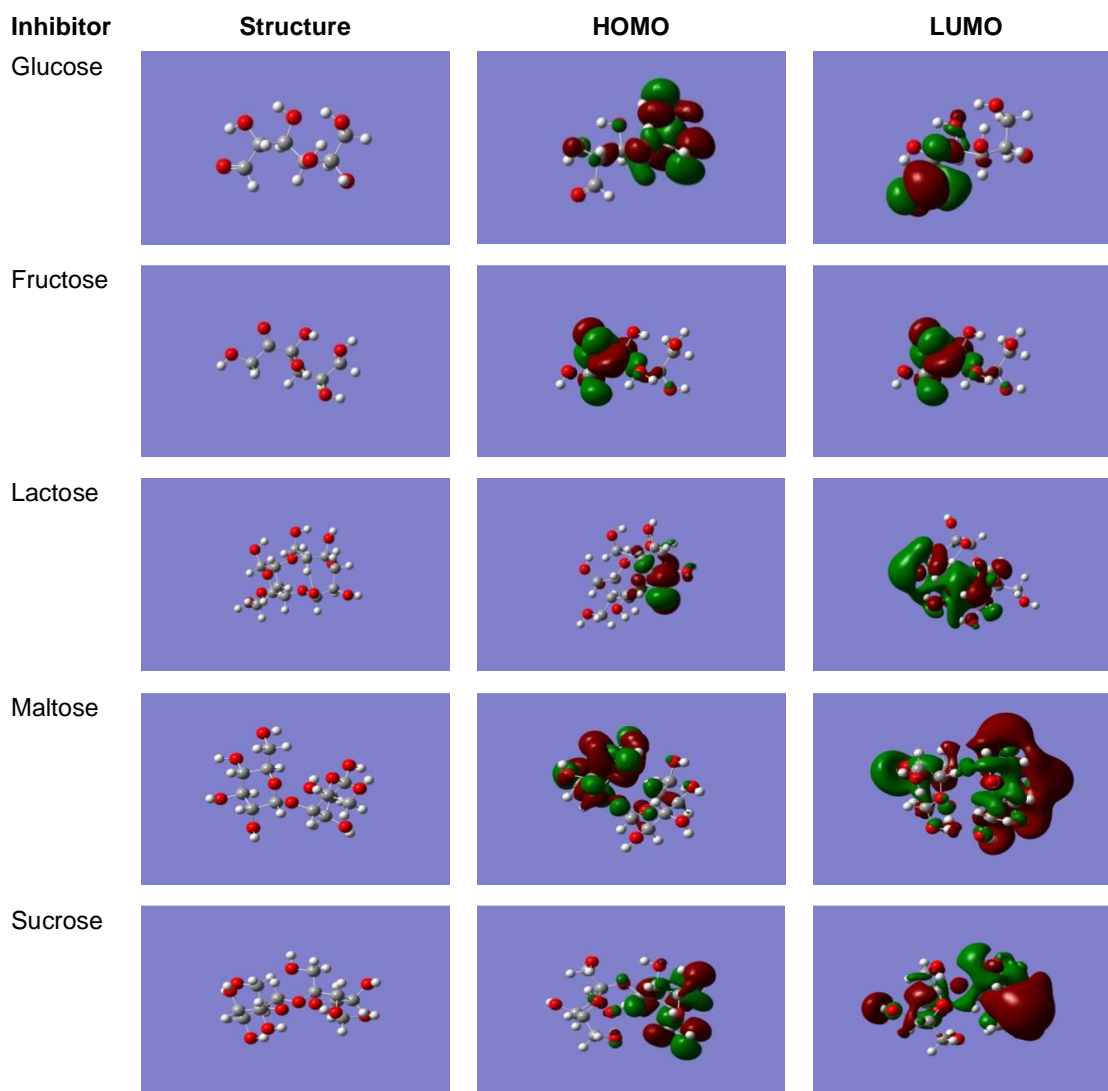 Inhibitor Structure HOMO LUMO
Glucose
Fructose
Lactose
Maltose
Sucrose